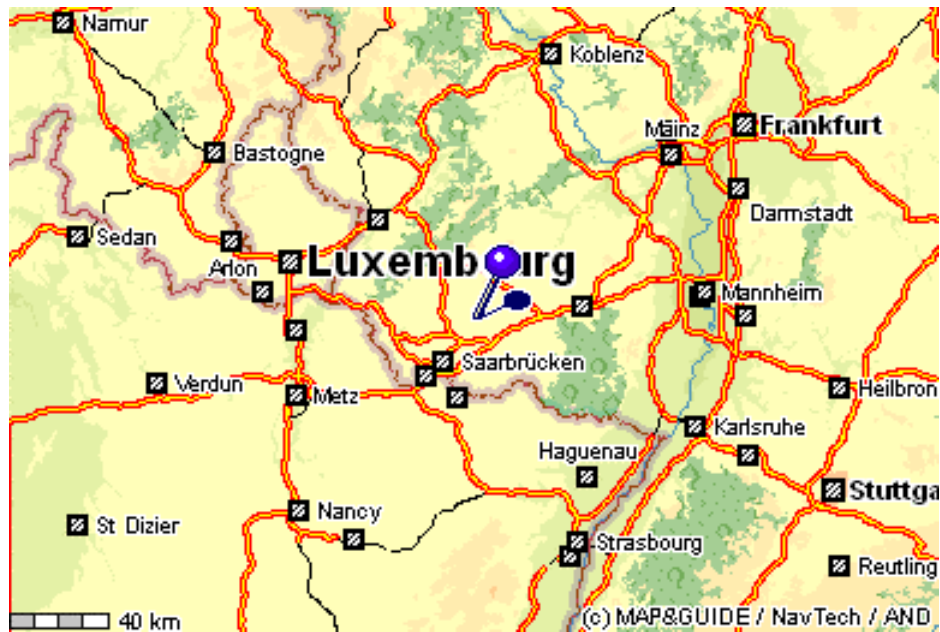 Namur
Koblenz
Mainz
Frankfurt
Bastogne
Darmstadt
Sedan
Arlon
Luxembourg
Mannheim
Saarbrücken
Verdun
Metz
Heilbron
Karlsruhe
Haguenau
Stuttga
Nancy
St Dizier
Strasbourg
Reutling
40 km
(c) MAP&GUIDE / NavTech / AND